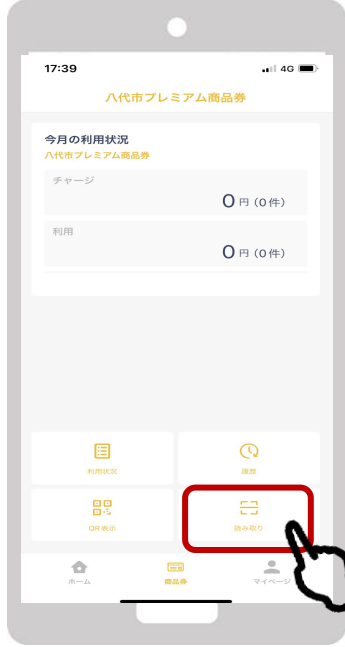 17:39
4G
八代市プレミアム商品券
今月の利用状況
八代市プレミアム商品券
チャージ
0 円 (0 件)
利用
0 円 (0 件)
利用状況
履歴
QR表示
読み取り
ホーム
商品券
マイページ